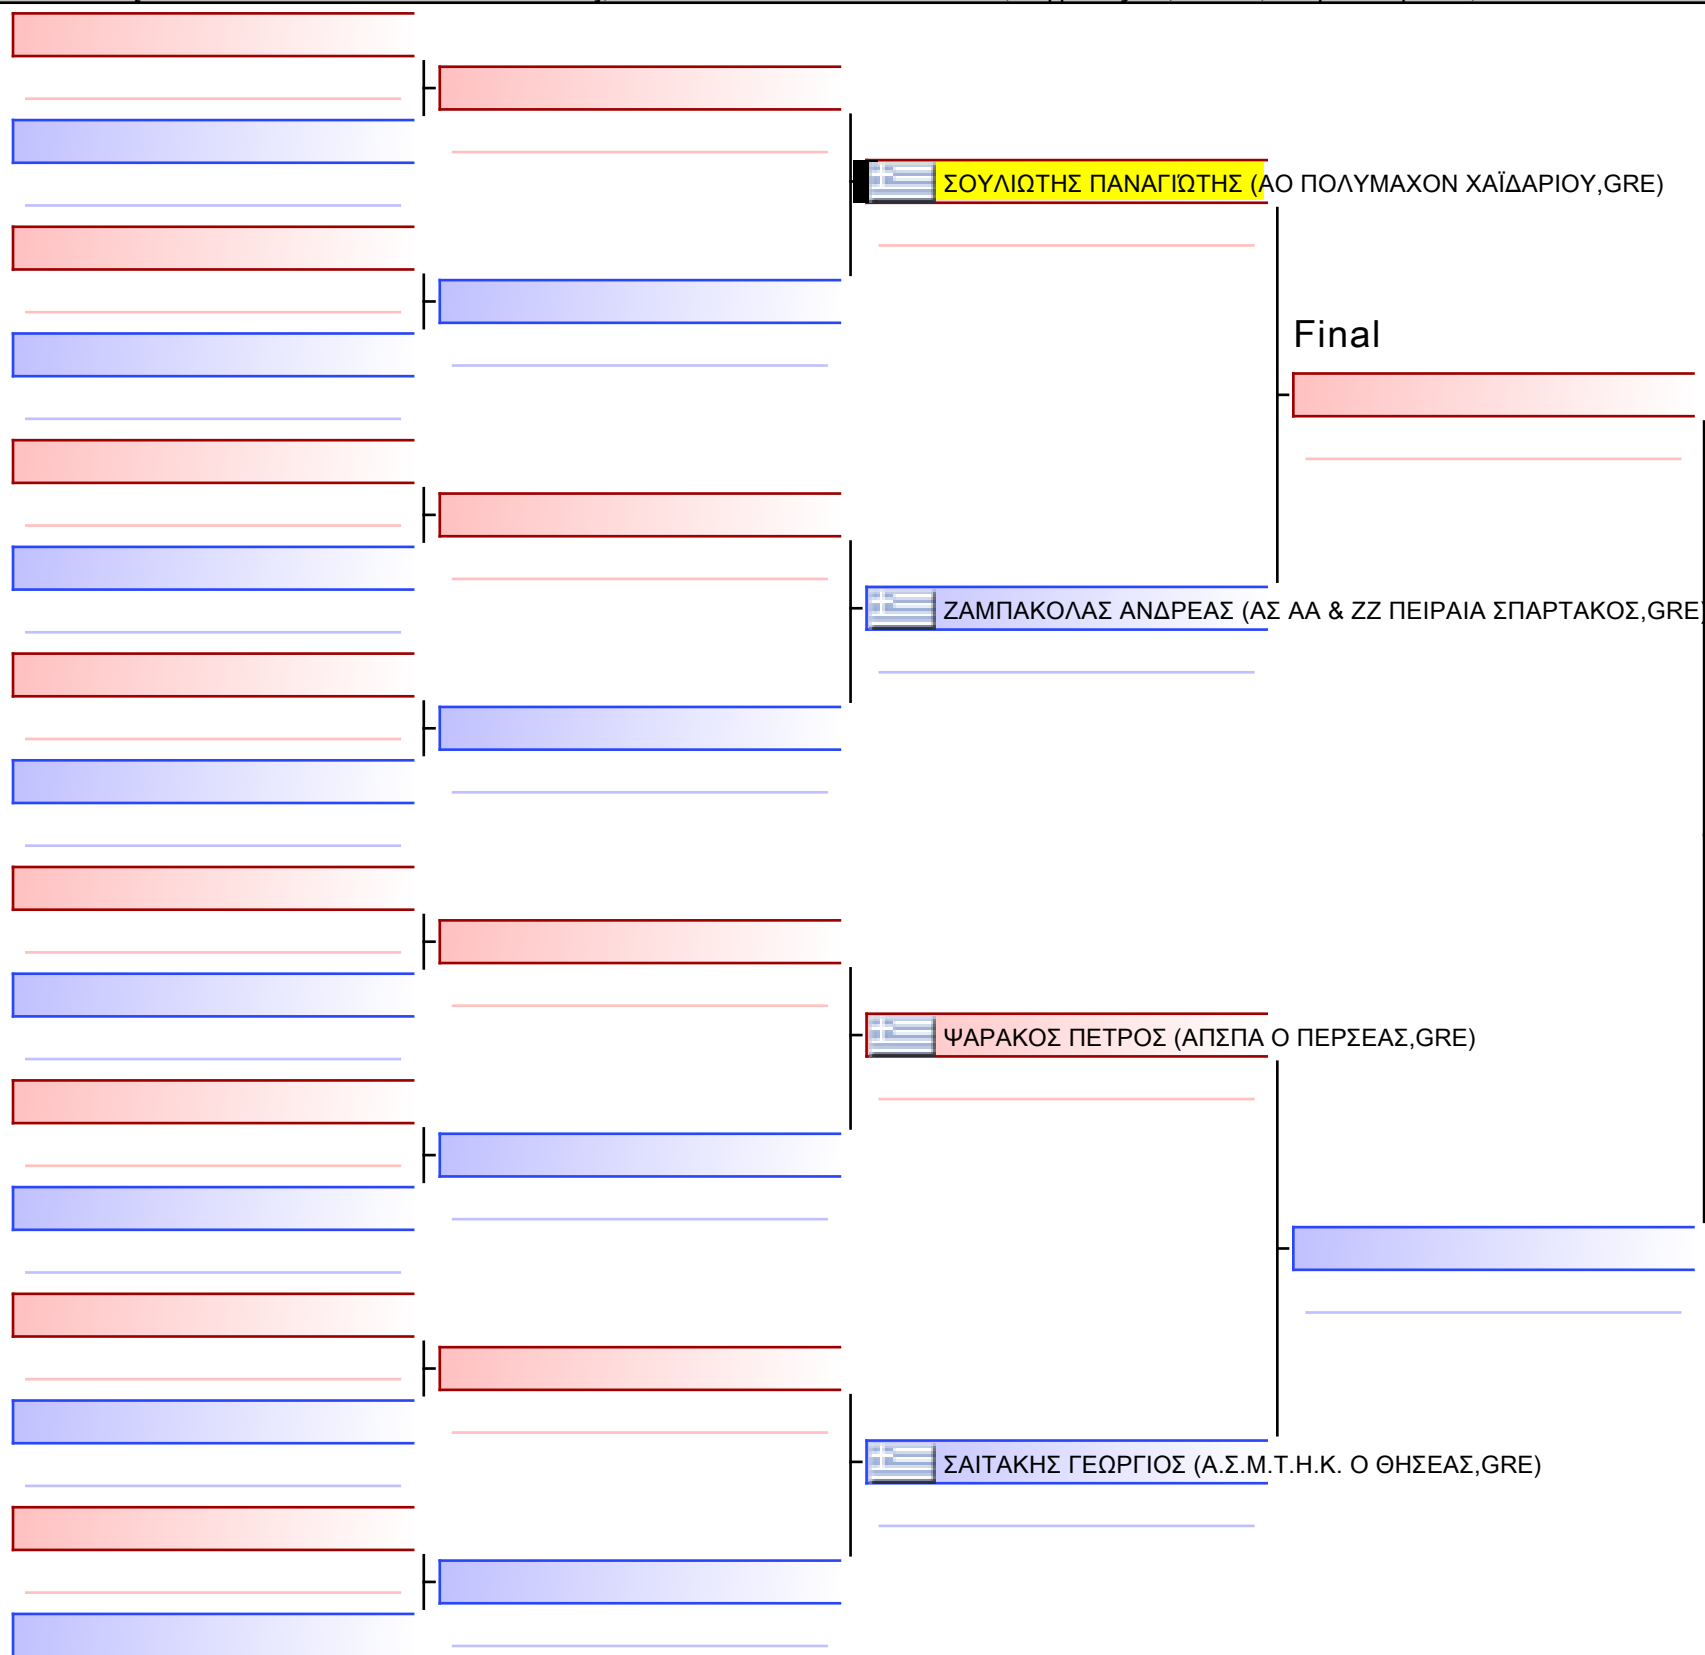 ΣΟΥΛΙΩΤΗΣ ΠΑΝΑΓΙΏΤΗΣ (ΑΟ ΠΟΛΥΜΑΧΟΝ ΧΑΪΔΑΡΙΟΥ,GRE)
Final
ΖΑΜΠΑΚΟΛΑΣ ΑΝΔΡΕΑΣ (ΑΣ ΑΑ & ΖΖ ΠΕΙΡΑΙΑ ΣΠΑΡΤΑΚΟΣ,GRE)
ΨΑΡΑΚΟΣ ΠΕΤΡΟΣ (ΑΠΣΠΑ Ο ΠΕΡΣΕΑΣ,GRE)
ΣΑΙΤΑΚΗΣ ΓΕΩΡΓΙΟΣ (Α.Σ.Μ.Τ.Η.Κ. Ο ΘΗΣΕΑΣ,GRE)